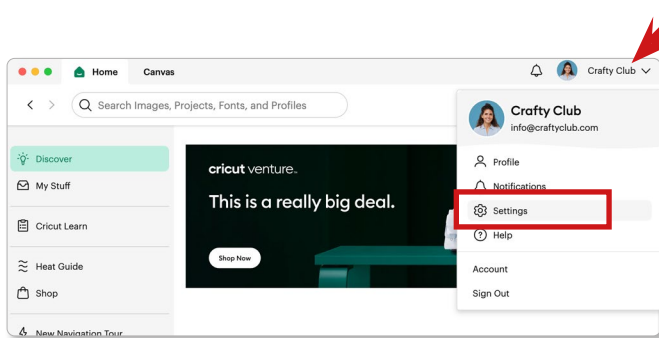 Home
Canvas
Crafty Club
Search Images, Projects, Fonts, and Profiles
Crafty Club
info@craftyclub.com
Discover
My Stuff
Cricut Learn
Heat Guide
Shop
New Navigation Tour
cricut venture™
This is a really big deal.
Shop Now
Profile
Notifications
Settings
Help
Account
Sign Out